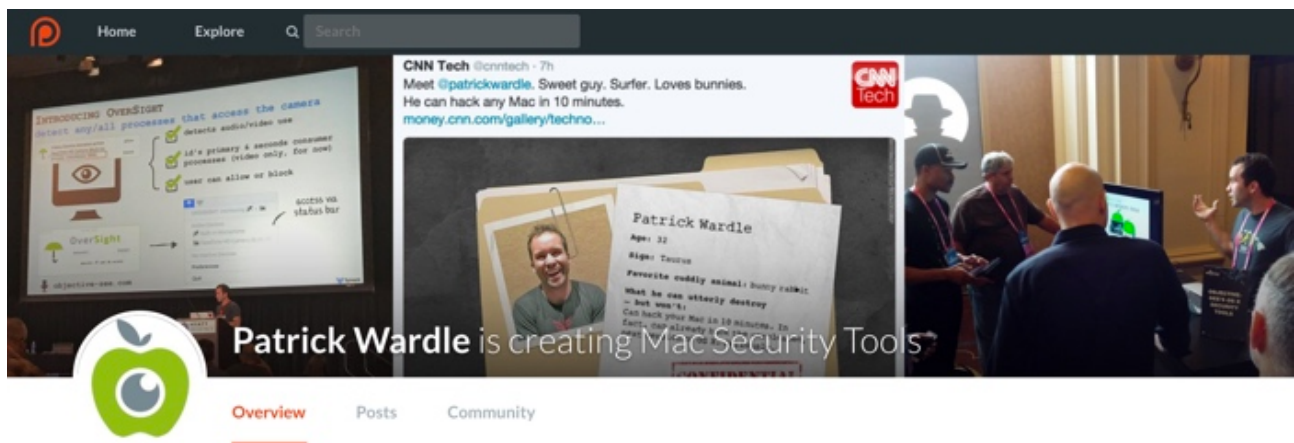 Home
Explore
Search
INTRODUCING OVERSIGHT
detect any/all processes that access the camera
detects audio/video use
id's primary & seconds consumer
processes (video only, for now)
user can allow or block
access via
status bar
OverSight
objective-see.com
CNN Tech @cnntech · 7h
Meet @patrickwardle. Sweet guy. Surfer. Loves bunnies.
He can hack any Mac in 10 minutes.
money.cnn.com/gallery/techno…
CNN
Tech
Patrick Wardle
Age: 32
Sign: Taurus
Favorite cuddly animal: bunny rabbit
What he can utterly destroy
— but won't:
Can hack your Mac in 10 minutes. In
fact, can already
CONFIDENTIAL
Patrick Wardle is creating Mac Security Tools
Overview
Posts
Community